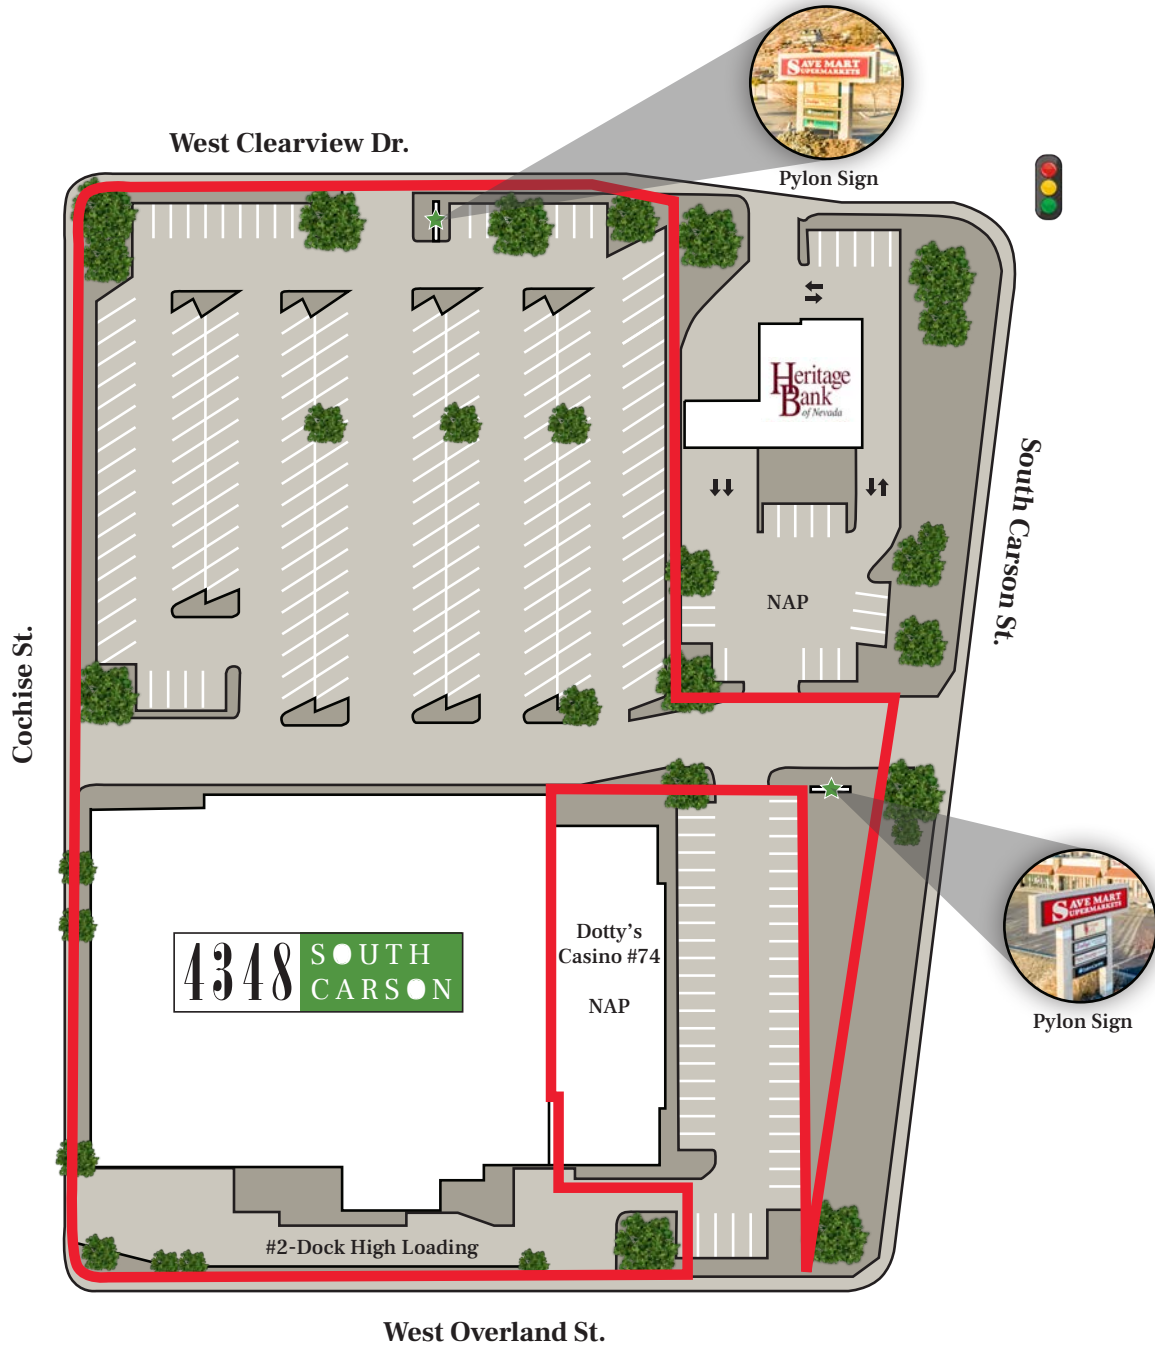 SAVE MART
SUPERMARKETS
Pylon Sign
West Clearview Dr.
Heritage
Bank
of Nevada
South Carson St.
NAP
Cochise St.
4348 SOUTH
CARSON
Dotty's
Casino #74
NAP
SAVE MART
SUPERMARKETS
Pylon Sign
#2-Dock High Loading
West Overland St.